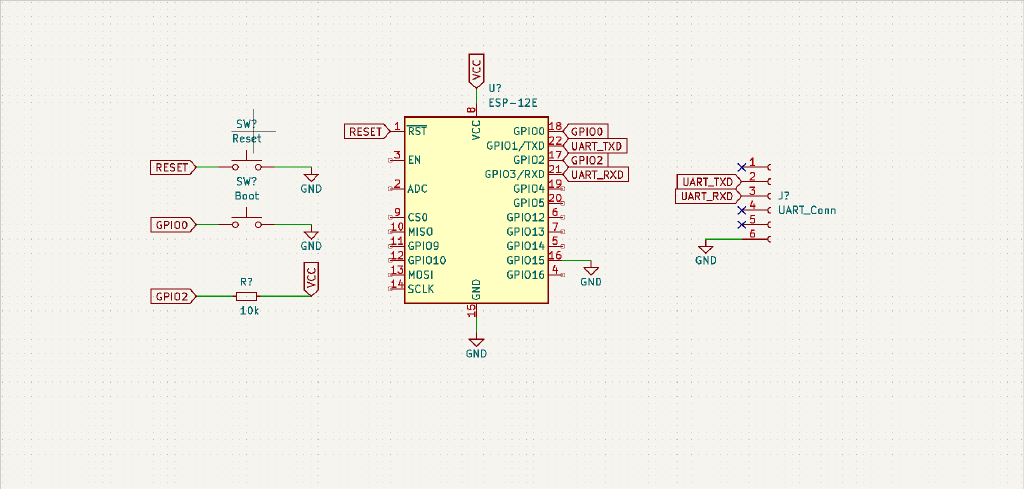 VCC
U?
ESP-12E
8
VCC
RESET
1
RST
3
EN
2
ADC
9
CS0
10
MISO
11
GPIO9
12
GPIO10
13
MOSI
14
SCLK
GPIO0
18
GPIO0
GPIO1/TXD
22
UART_TXD
GPIO2
17
GPIO2
GPIO3/RXD
21
UART_RXD
GPIO4
19
GPIO5
20
GPIO12
6
GPIO13
7
GPIO14
5
GPIO15
16
GND
GPIO16
4
GND
15
GND
SW?
Reset
RESET
GND
SW?
Boot
GPIO0
GND
R?
VCC
GPIO2
10k
1
UART_TXD
2
UART_RXD
3
4
5
6
GND
J?
UART_Conn